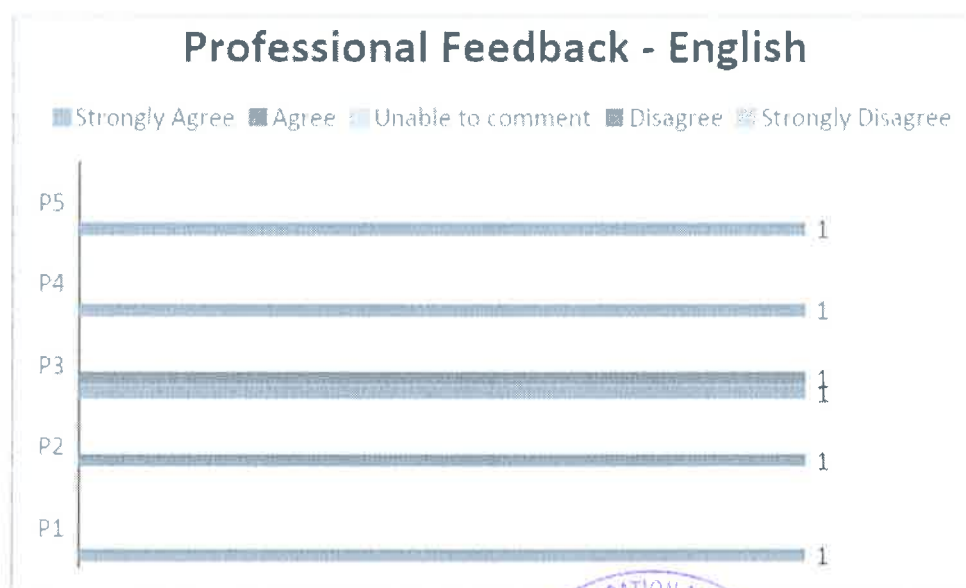 Professional Feedback - English
Strongly Agree Agree Unable to comment Disagree Strongly Disagree
P5
1
P4
1
P3
1
1
P2
1
P1
1